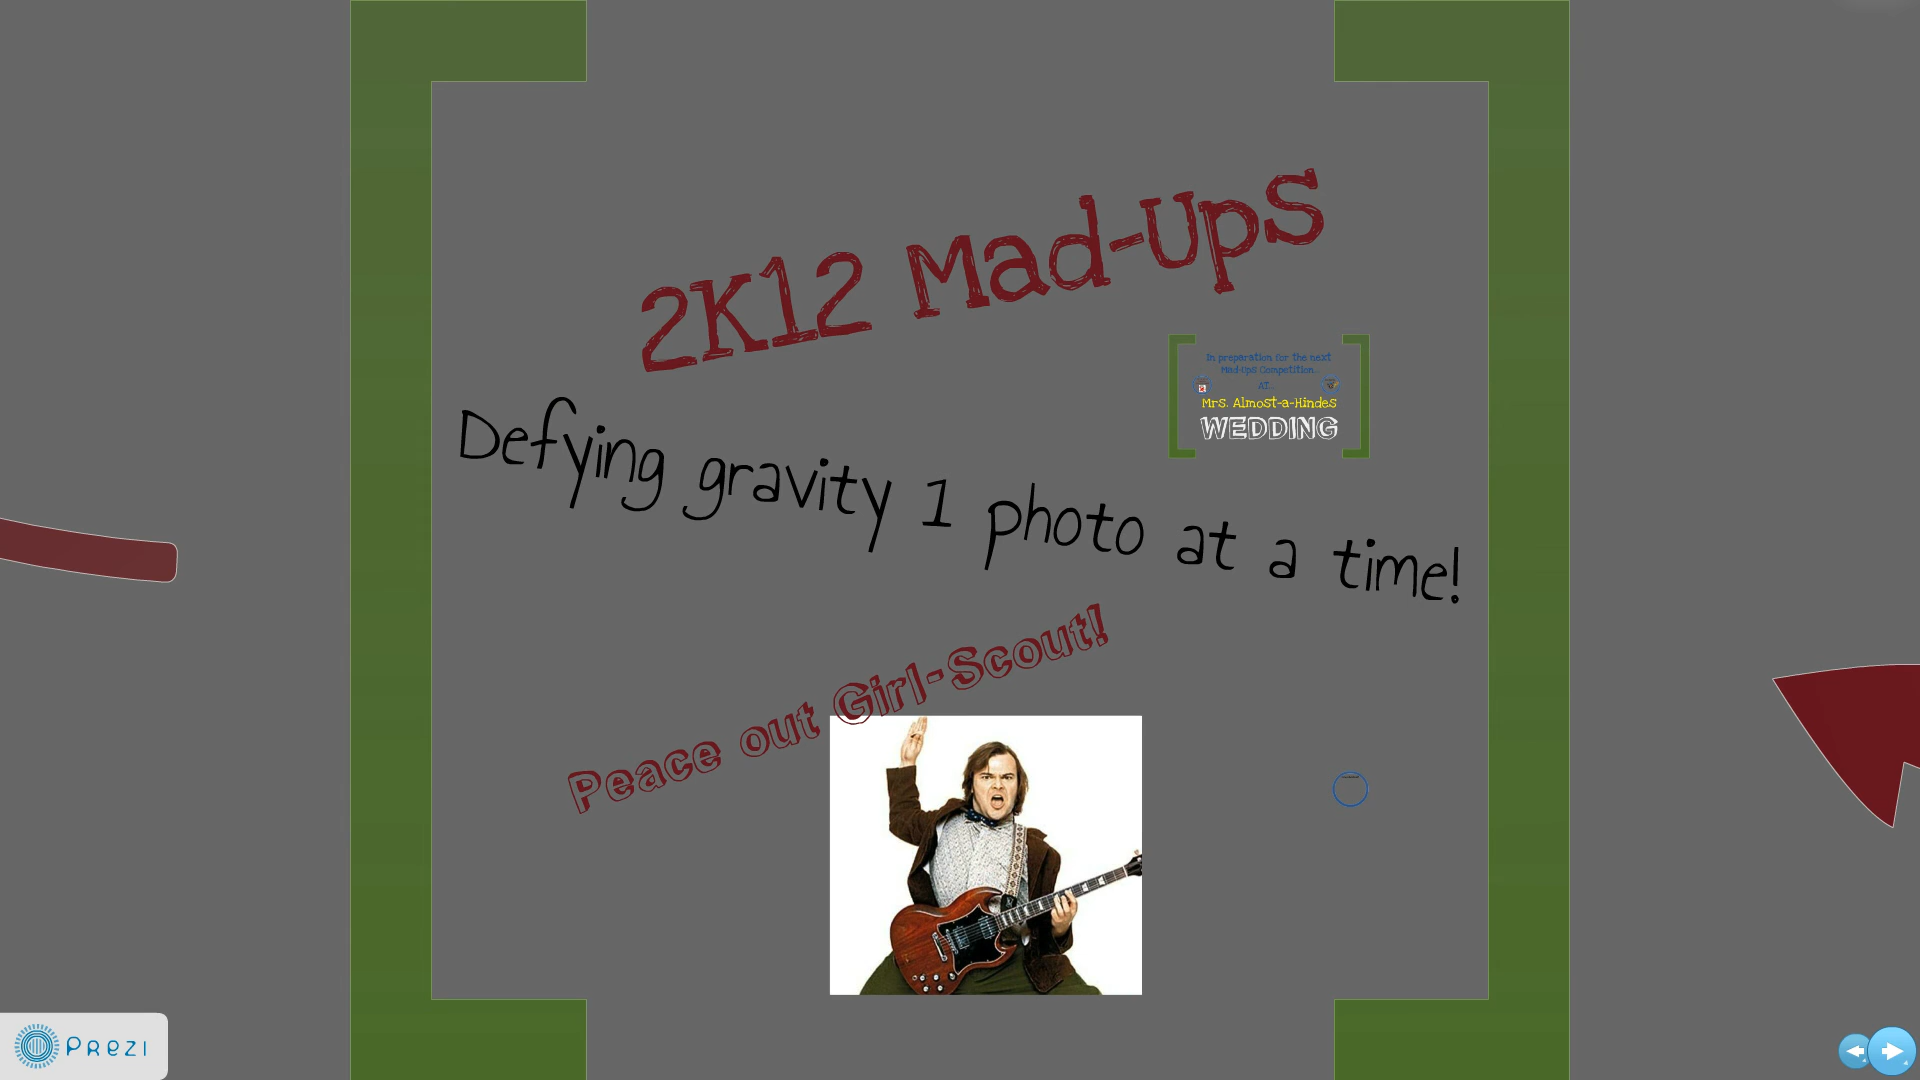 2K12 Mad-UpS
In preparation for the next
Mad-UpS Competition...
AT...
Mrs. Almost-a-Hindes
WEDDING
Defying gravity 1 photo at a time!
Peace out Girl-Scout!
Prezi